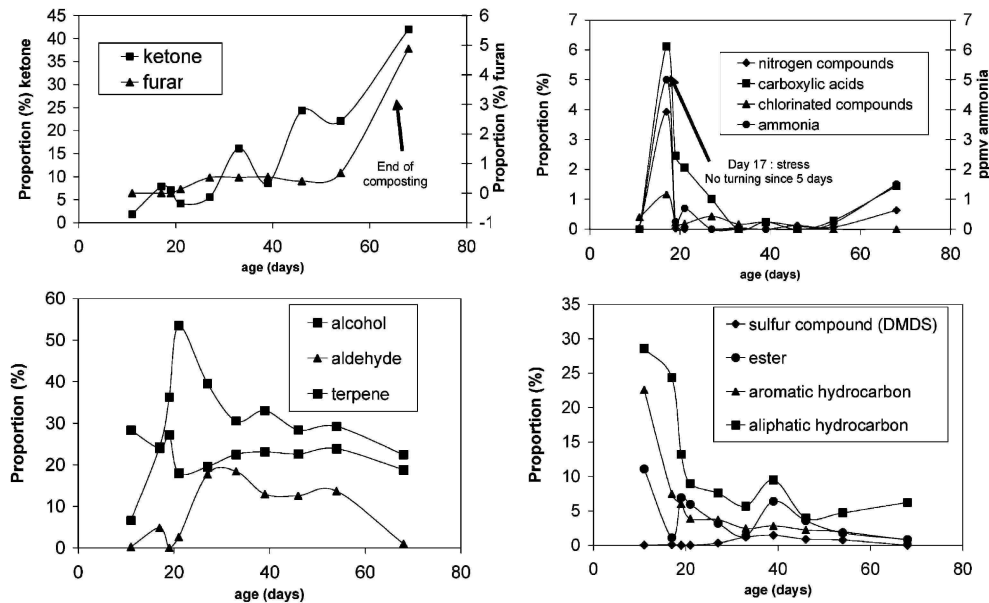 Proportion (%) ketone
45
40
35
30
25
20
15
10
5
0
ketone
furar
6
5
4
3
2
1
0
-1
Proportion (%) furan
End of
composting
0 20 40 60 80
age (days)
Proportion (%)
7
6
5
4
3
2
1
0
nitrogen compounds
carboxylic acids
chlorinated compounds
ammonia
Day 17 : stress
No turning since 5 days
7
6
5
4
3
2
1
0
ppmv ammonia
0 20 40 60 80
age (days)
Proportion (%)
60
50
40
30
20
10
0
alcohol
aldehyde
terpene
0 20 40 60 80
age (days)
Proportion (%)
35
30
25
20
15
10
5
0
sulfur compound (DMDS)
ester
aromatic hydrocarbon
aliphatic hydrocarbon
0 20 40 60 80
age (days)